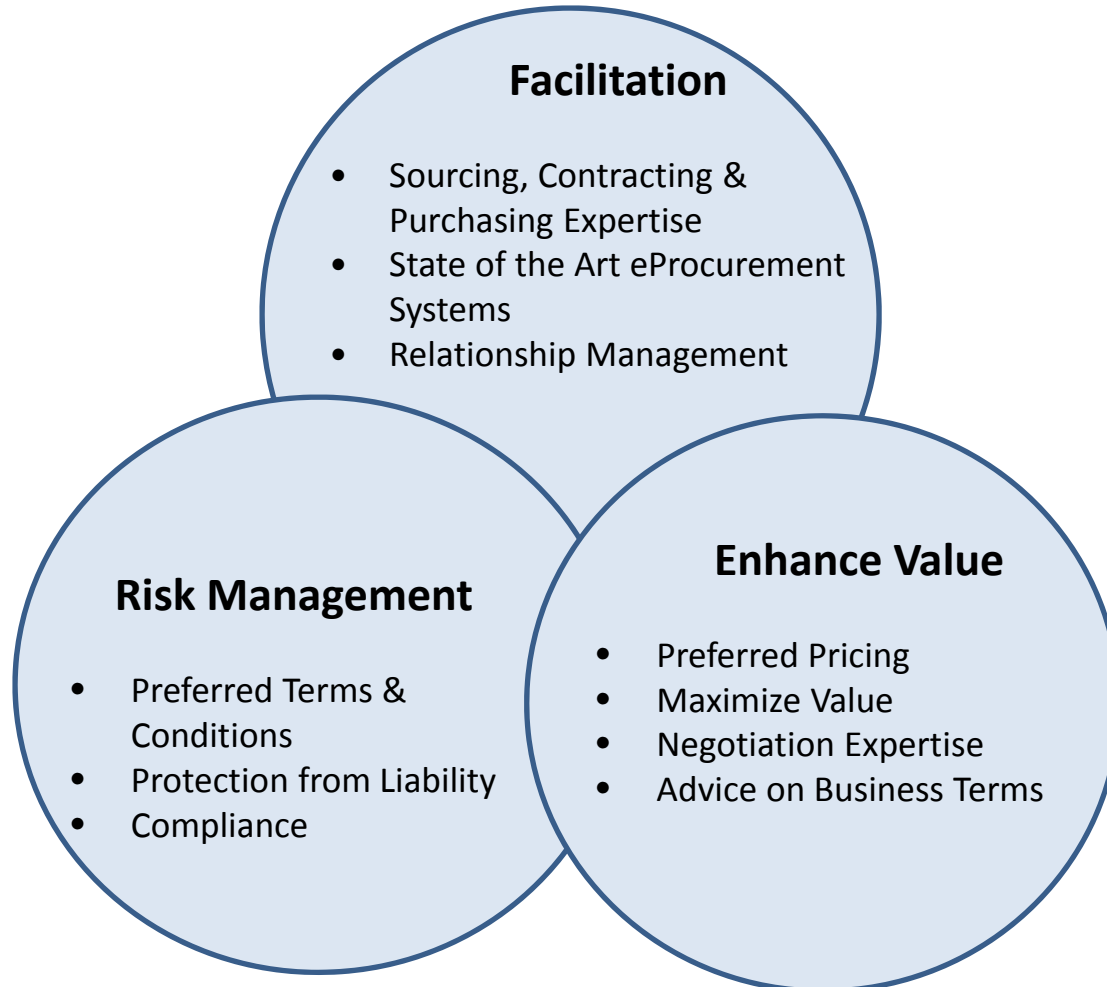 Facilitation
• Sourcing, Contracting &
Purchasing Expertise
• State of the Art eProcurement
Systems
• Relationship Management
Risk Management
• Preferred Terms &
Conditions
• Protection from Liability
• Compliance
Enhance Value
• Preferred Pricing
• Maximize Value
• Negotiation Expertise
• Advice on Business Terms